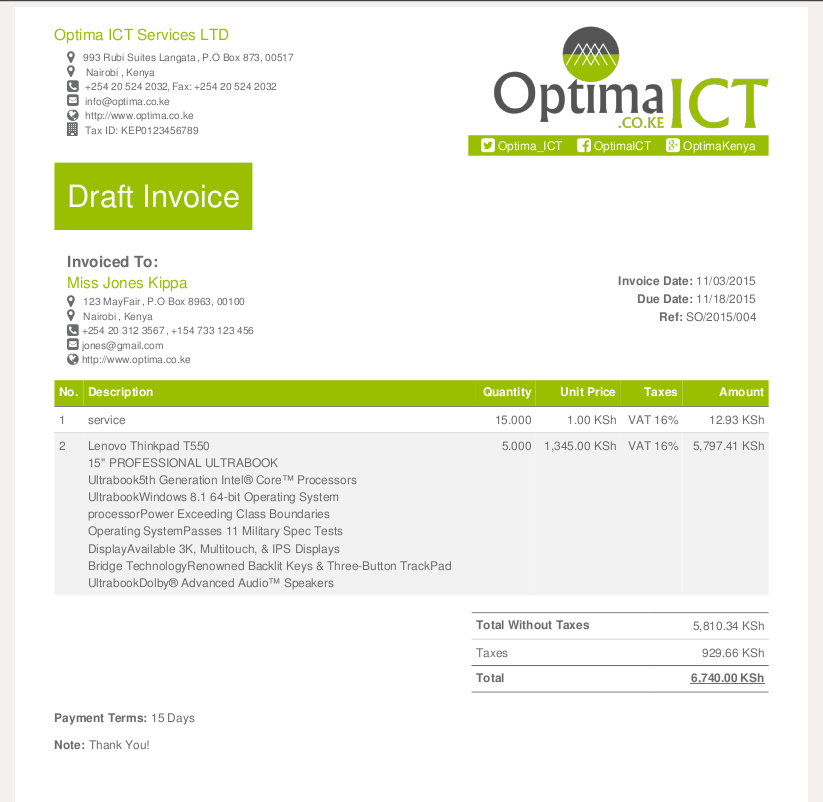 Optima ICT Services LTD
993 Rubi Suites Langata, P.O Box 873, 00517
Nairobi , Kenya
+254 20 524 2032, Fax: +254 20 524 2032
info@optima.co.ke
http://www.optima.co.ke
Tax ID: KEP0123456789
Optima ICT
.CO.KE
Optima_ICT OptimaICT OptimaKenya
Draft Invoice
Invoiced To:
Miss Jones Kippa
123 MayFair, P.O Box 8963, 00100
Nairobi , Kenya
+254 20 312 3567 , +154 733 123 456
jones@gmail.com
http://www.optima.co.ke
Invoice Date: 11/03/2015
Due Date: 11/18/2015
Ref: SO/2015/004
No. Description Quantity Unit Price Taxes Amount
1 service 15.000 1.00 KSh VAT 16% 12.93 KSh
2 Lenovo Thinkpad T550 5.000 1,345.00 KSh VAT 16% 5,797.41 KSh
15" PROFESSIONAL ULTRABOOK
Ultrabook5th Generation Intel® Core™ Processors
UltrabookWindows 8.1 64-bit Operating System
processorPower Exceeding Class Boundaries
Operating SystemPasses 11 Military Spec Tests
DisplayAvailable 3K, Multitouch, & IPS Displays
Bridge TechnologyRenowned Backlit Keys & Three-Button TrackPad
UltrabookDolby® Advanced Audio™ Speakers
Total Without Taxes 5,810.34 KSh
Taxes 929.66 KSh
Total 6,740.00 KSh
Payment Terms: 15 Days
Note: Thank You!